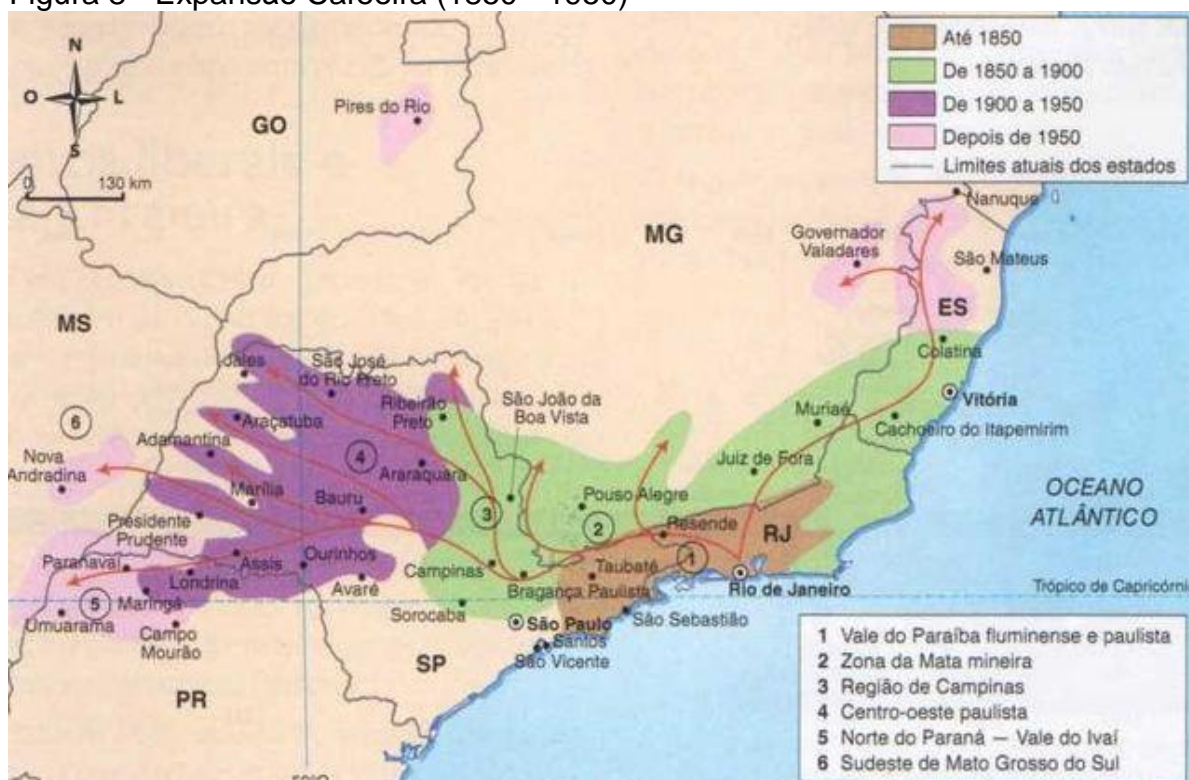 Até 1850
De 1850 a 1900
De 1900 a 1950
Depois de 1950
Limites atuais dos estados
N
O
L
S
0
130 km
GO
Pires do Rio
MG
MS
Nanuque
Governador
Valadares
São Mateus
ES
Colatina
Vitória
Cachoeiro do Itapemirim
Muriaé
Juiz de Fora
Jales
São José
do Rio Preto
Ribeirão
Preto
São João da
Boa Vista
Araçatuba
Adamantina
6
Nova
Andradina
4
Araraquara
Marília
Bauru
3
Pouso Alegre
2
Resende
RJ
1
OCEANO
ATLÂNTICO
Presidente
Prudente
Assis
Ourinhos
Avaré
Campinas
Bragança Paulista
Taubaté
Rio de Janeiro
Trópico de Capricórni
Paranavaí
Londrina
Maringá
5
Umuarama
Campo
Mourão
Sorocaba
São Paulo
São Sebastião
Santos
São Vicente
SP
PR
1 Vale do Paraíba fluminense e paulista
2 Zona da Mata mineira
3 Região de Campinas
4 Centro-oeste paulista
5 Norte do Paraná — Vale do Ivaí
6 Sudeste de Mato Grosso do Sul